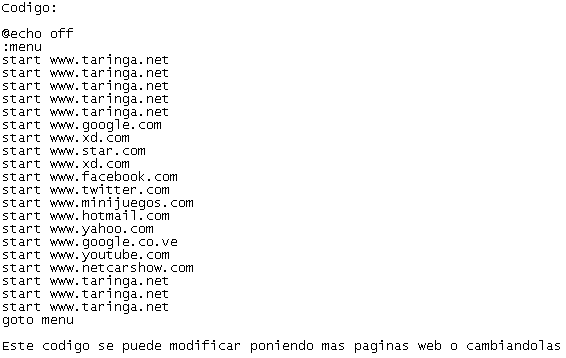 Codigo:
@echo off
:menu
start www.taringa.net
start www.taringa.net
start www.taringa.net
start www.taringa.net
start www.taringa.net
start www.google.com
start www.xd.com
start www.star.com
start www.xd.com
start www.facebook.com
start www.twitter.com
start www.minijuegos.com
start www.hotmail.com
start www.yahoo.com
start www.google.co.ve
start www.youtube.com
start www.netcarshow.com
start www.taringa.net
start www.taringa.net
start www.taringa.net
goto menu
Este codigo se puede modificar poniendo mas paginas web o cambiandolas